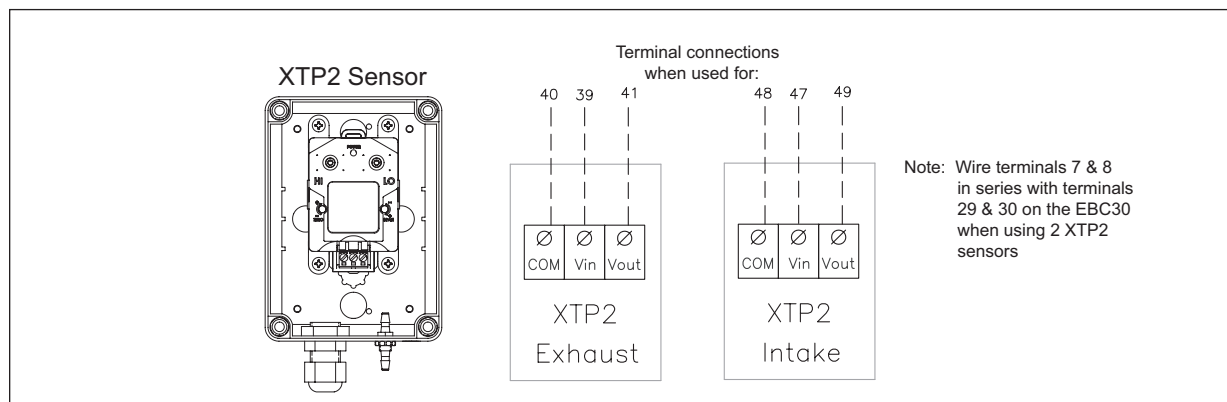 Terminal connections
when used for:
XTP2 Sensor
40 39 41
48 47 49
POWER
HI LO
COM Vin Vout
XTP2
Exhaust
COM Vin Vout
XTP2
Intake
Note: Wire terminals 7 & 8
in series with terminals
29 & 30 on the EBC30
when using 2 XTP2
sensors